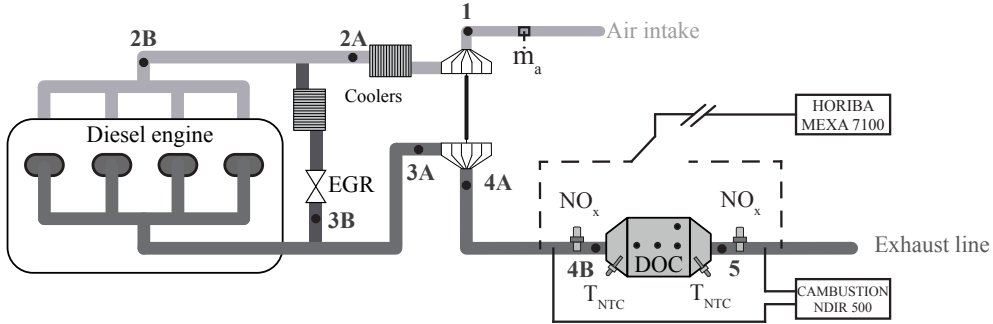 1
Air intake
2B
2A
ṁa
Coolers
HORIBA
MEXA 7100
Diesel engine
3A
4A
EGR
3B
NOx
NOx
Exhaust line
DOC
4B
5
TNTC
TNTC
CAMBUSTION
NDIR 500